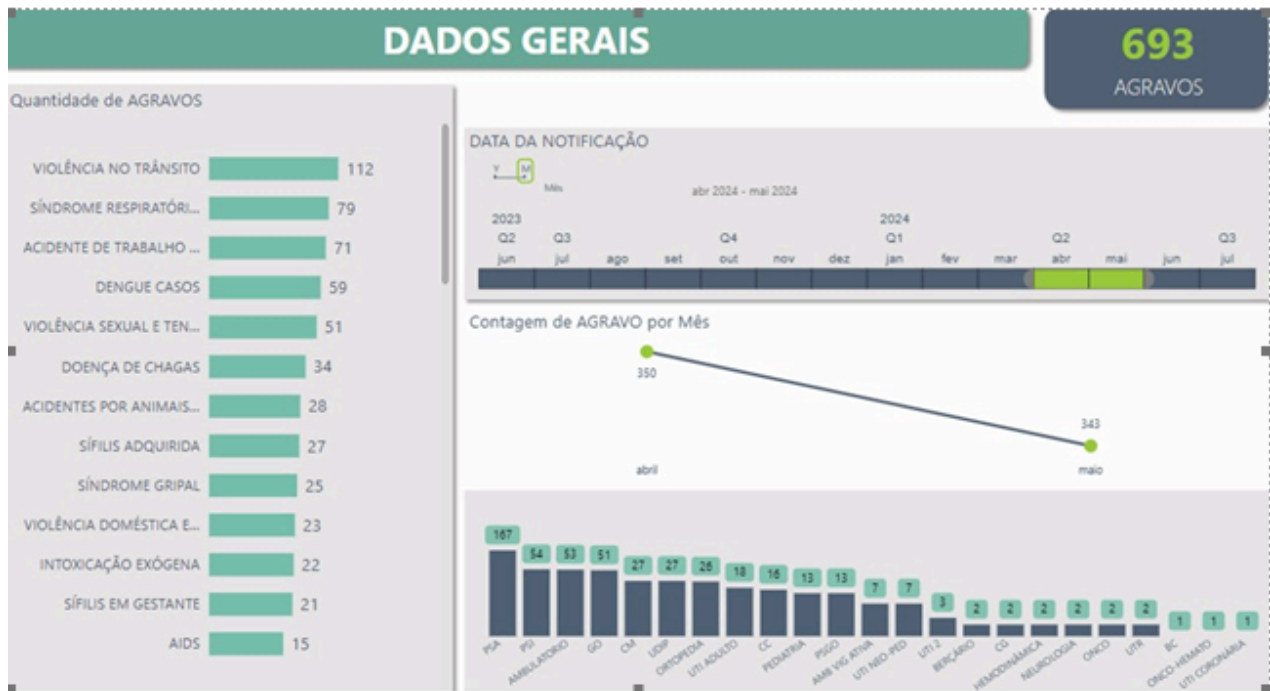 DADOS GERAIS
693
AGRAVOS
Quantidade de AGRAVOS
VIOLÊNCIA NO TRÂNSITO 112
SÍNDROME RESPIRATÓRI... 79
ACIDENTE DE TRABALHO ... 71
DENGUE CASOS 59
VIOLÊNCIA SEXUAL E TEN... 51
DOENÇA DE CHAGAS 34
ACIDENTES POR ANIMAIS... 28
SÍFILIS ADQUIRIDA 27
SÍNDROME GRIPAL 25
VIOLÊNCIA DOMÉSTICA E... 23
INTOXICAÇÃO EXÓGENA 22
SÍFILIS EM GESTANTE 21
AIDS 15
DATA DA NOTIFICAÇÃO
Y M
Mês
abr 2024 - mai 2024
2023 2024
Q2 Q3 Q4 Q1 Q2 Q3
jun jul ago set out nov dez jan fev mar abr mai jun jul
Contagem de AGRAVO por Mês
350
343
abril maio
167 54 53 51 27 27 26 18 16 13 13 7 7 3 2 2 2 2 2 2 1 1 1
PSA PSI AMBULATORIO GO CM UDIP ORTOPEDIA UTI ADULTO CC PEDIATRIA PSGO AMB VIG ATIVA UTI NEO-PED UTI 2 BERÇÁRIO CG HEMODINÂMICA NEUROLOGIA ONCO UTR BC ONCO-HEMATO UTI CORONÁRIA